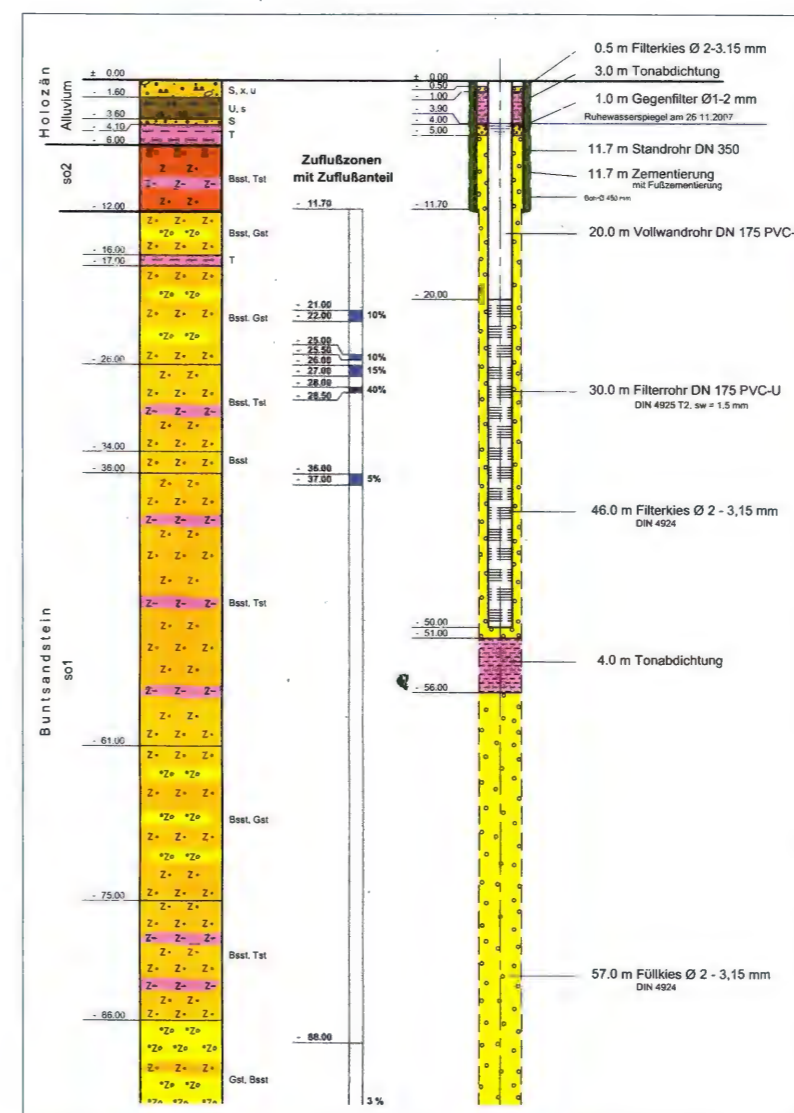 Holozän
Alluvium
so2
Buntsandstein
so1
± 0.00
- 1.60
- 3.60
- 4.10
- 6.00
- 12.00
- 16.00
- 17.00
- 26.00
- 34.00
- 36.00
- 61.00
- 75.00
- 86.00
S, x, u
U, s
S
T
Bsst, Tst
Bsst, Gst
T
Bsst, Gst
Bsst, Tst
Bsst
Bsst, Tst
Bsst, Gst
Bsst, Tst
Gst, Bsst
Zuflußzonen
mit Zuflußanteil
- 11.70
- 21.00
- 22.00
10%
- 25.00
- 25.50
10%
- 26.00
- 27.00
15%
- 28.00
- 28.50
40%
- 36.00
- 37.00
5%
- 88.00
3 %
± 0.00
- 0.50
- 1.00
- 3.90
- 4.00
- 5.00
- 11.70
- 20.00
- 50.00
- 51.00
- 56.00
0.5 m Filterkies Ø 2-3.15 mm
3.0 m Tonabdichtung
1.0 m Gegenfilter Ø1-2 mm
Ruhewasserspiegel am 26.11.2007
11.7 m Standrohr DN 350
11.7 m Zementierung
mit Fußzementierung
Bohr-Ø 450 mm
20.0 m Vollwandrohr DN 175 PVC-
30.0 m Filterrohr DN 175 PVC-U
DIN 4925 T2, sw = 1.5 mm
46.0 m Filterkies Ø 2 - 3,15 mm
DIN 4924
4.0 m Tonabdichtung
57.0 m Füllkies Ø 2 - 3,15 mm
DIN 4924